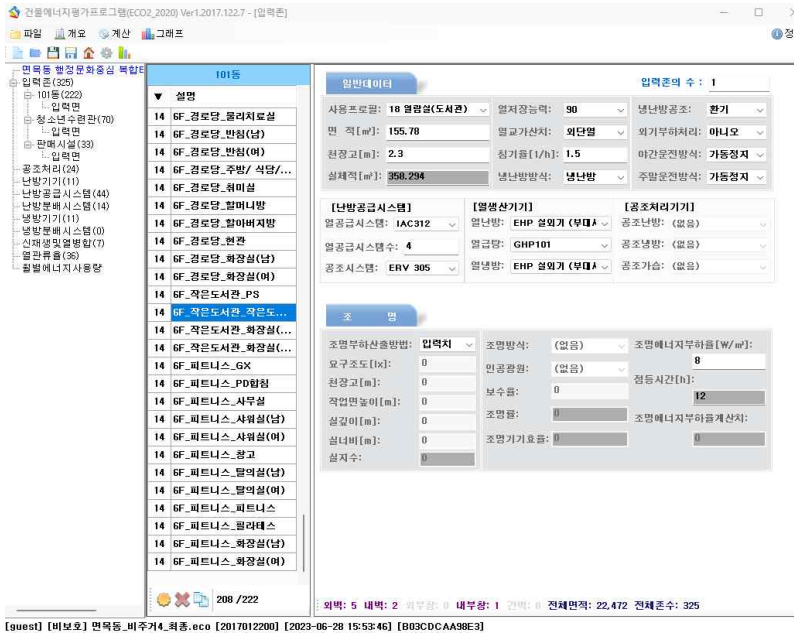 건물에너지평가프로그램(ECO2_2020) Ver1.2017.122.7 - [입력존]
파일 개요 계산 그래프
정
면목동 행정문화중심 복합
입력존(325)
101동(222)
입력면
청소년수련관(70)
입력면
판매시설(33)
입력면
공조처리(24)
난방기기(11)
난방공급시스템(44)
난방분배시스템(14)
냉방기기(11)
냉방분배시스템(0)
신재생및열병합(7)
열관류율(36)
월별에너지사용량
101동
▼ 설명
14 6F_경로당_물리치료실
14 6F_경로당_반침(남)
14 6F_경로당_반침(여)
14 6F_경로당_주방/ 식당/...
14 6F_경로당_취미실
14 6F_경로당_할머니방
14 6F_경로당_할아버지방
14 6F_경로당_현관
14 6F_경로당_화장실(남)
14 6F_경로당_화장실(여)
14 6F_작은도서관_PS
14 6F_작은도서관_작은도...
14 6F_작은도서관_화장실(...
14 6F_작은도서관_화장실(...
14 6F_피트니스_GX
14 6F_피트니스_PD합침
14 6F_피트니스_사무실
14 6F_피트니스_샤워실(남)
14 6F_피트니스_샤워실(여)
14 6F_피트니스_창고
14 6F_피트니스_탈의실(남)
14 6F_피트니스_탈의실(여)
14 6F_피트니스_피트니스
14 6F_피트니스_필라테스
14 6F_피트니스_화장실(남)
14 6F_피트니스_화장실(여)
208 /222
일반데이터
입력존의 수 : 1
사용프로필: 18 열람실(도서관) 열저장능력: 90 냉난방공조: 환기
면 적[㎡]: 155.78 열교가산치: 외단열 외기부하처리: 아니오
천장고[m]: 2.3 침기율[1/h]: 1.5 야간운전방식: 가동정지
실체적[㎥]: 358.294 냉난방방식: 냉난방 주말운전방식: 가동정지
[난방공급시스템] [열생산기기] [공조처리기기]
열공급시스템: IAC312 열난방: EHP 실외기 (부대시 공조난방: (없음)
열공급시스템수: 4 열급탕: GHP101 공조냉방: (없음)
공조시스템: ERV 305 열냉방: EHP 실외기 (부대시 공조가습: (없음)
조 명
조명부하산출방법: 입력치 조명방식: (없음) 조명에너지부하율[W/㎡]:
8
요구조도[lx]: 0 인공광원: (없음)
점등시간[h]:
천장고[m]: 0 보수율: 0
12
작업면높이[m]: 0 조명률: 0
실깊이[m]: 0 조명에너지부하율계산치:
실너비[m]: 0 조명기기효율: 0 0
실지수: 0
외벽: 5 내벽: 2 외부창: 0 내부창: 1 간벽: 0 전체면적: 22,472 전체존수: 325
[guest] [비보호] 면목동_비주거4_최종.eco [2017012200] [2023-06-28 15:53:46] [B03CDCAA98E3]